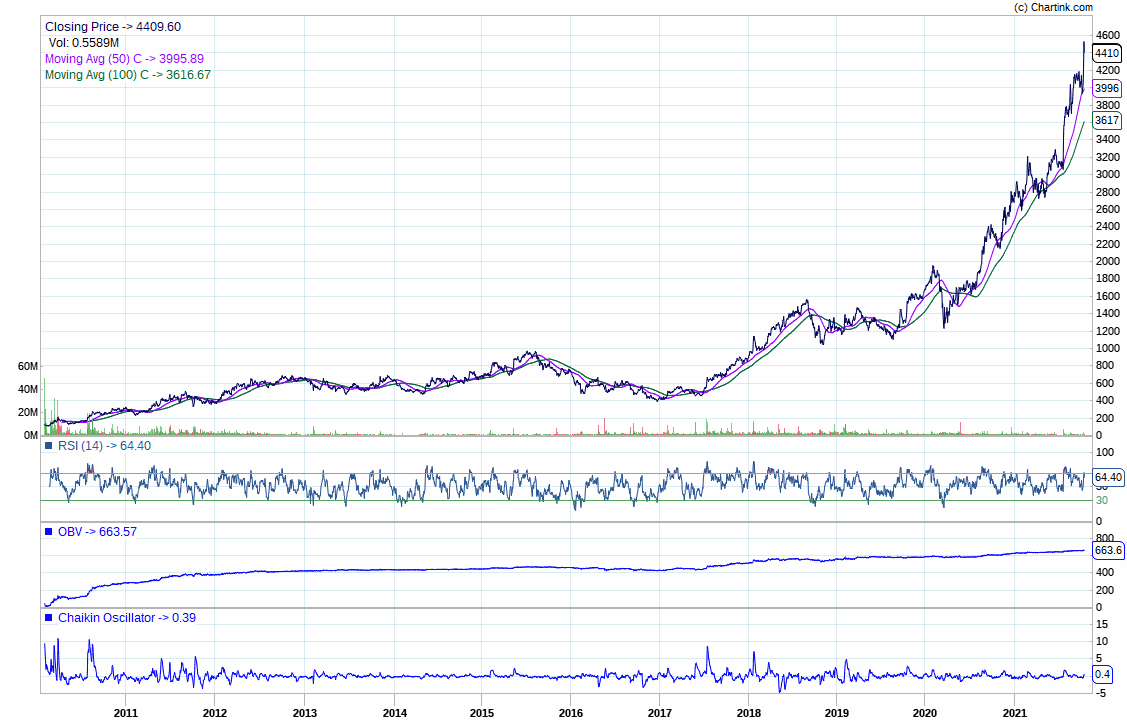 (c) Chartink.com
Closing Price -> 4409.60
Vol: 0.5589M
Moving Avg (50) C -> 3995.89
Moving Avg (100) C -> 3616.67
4600
4410
4200
3996
3800
3617
3400
3200
3000
2800
2600
2400
2200
2000
1800
1600
1400
1200
1000
800
600
400
200
0
60M
40M
20M
0M
RSI (14) -> 64.40
100
64.40
30
0
OBV -> 663.57
800
663.6
400
200
0
Chaikin Oscillator -> 0.39
15
10
5
0.4
-5
2011 2012 2013 2014 2015 2016 2017 2018 2019 2020 2021